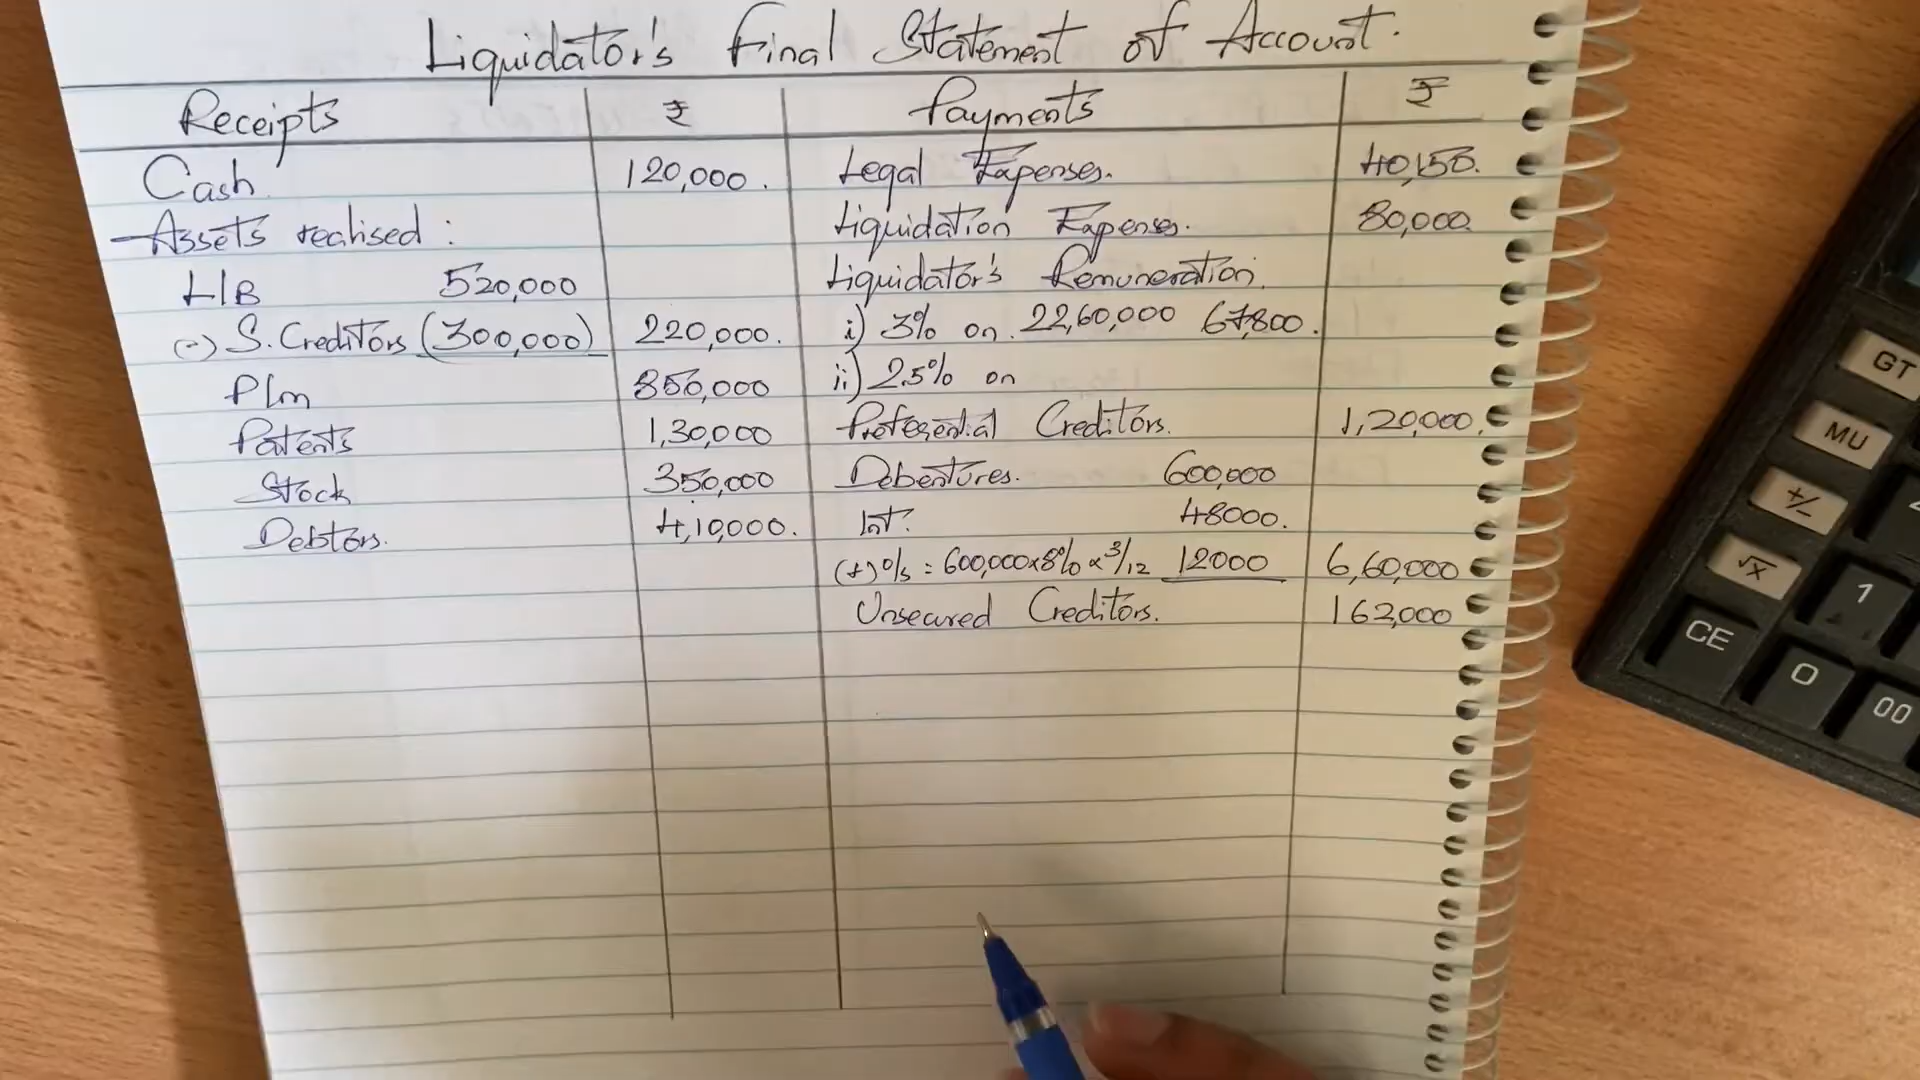 Liquidator's Final Statement of Account.
Receipts ₹ Payments ₹
Cash 120,000. Legal Expenses. 40,150.
Assets realised : Liquidation Expenses. 80,000.
L/B 520,000 Liquidator's Remuneration.
(-) S. Creditors (300,000) 220,000. i) 3% on 22,60,000 67,800.
P/m 850,000 ii) 2.5% on
Patents 1,30,000 Preferential Creditors. 1,20,000.
Stock 350,000 Debentures. 600,000
Debtors. 4,10,000. Int. 48000.
(+) o/s = 600,000x8%x3/12 12000 6,60,000
Unsecured Creditors. 162,000
GT
MU
+/-
√x
CE
1
0
00